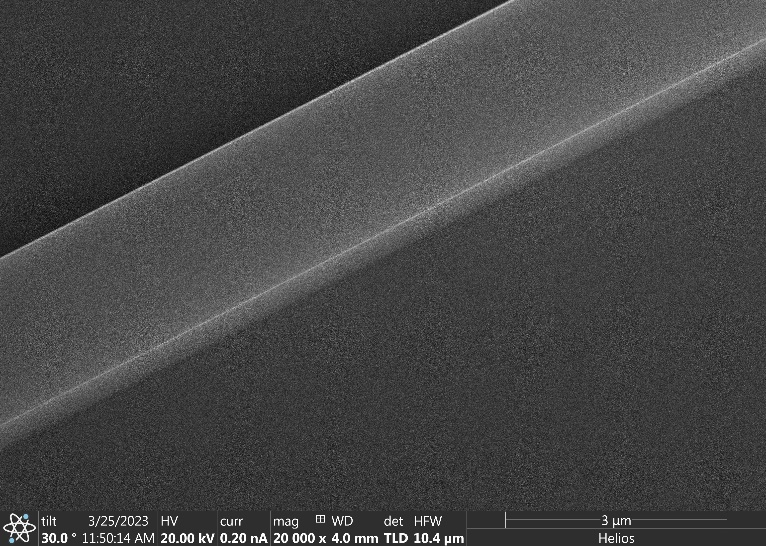 tilt 3/25/2023 HV curr mag WD det HFW 3 µm
30.0 ° 11:50:14 AM 20.00 kV 0.20 nA 20 000 x 4.0 mm TLD 10.4 µm Helios